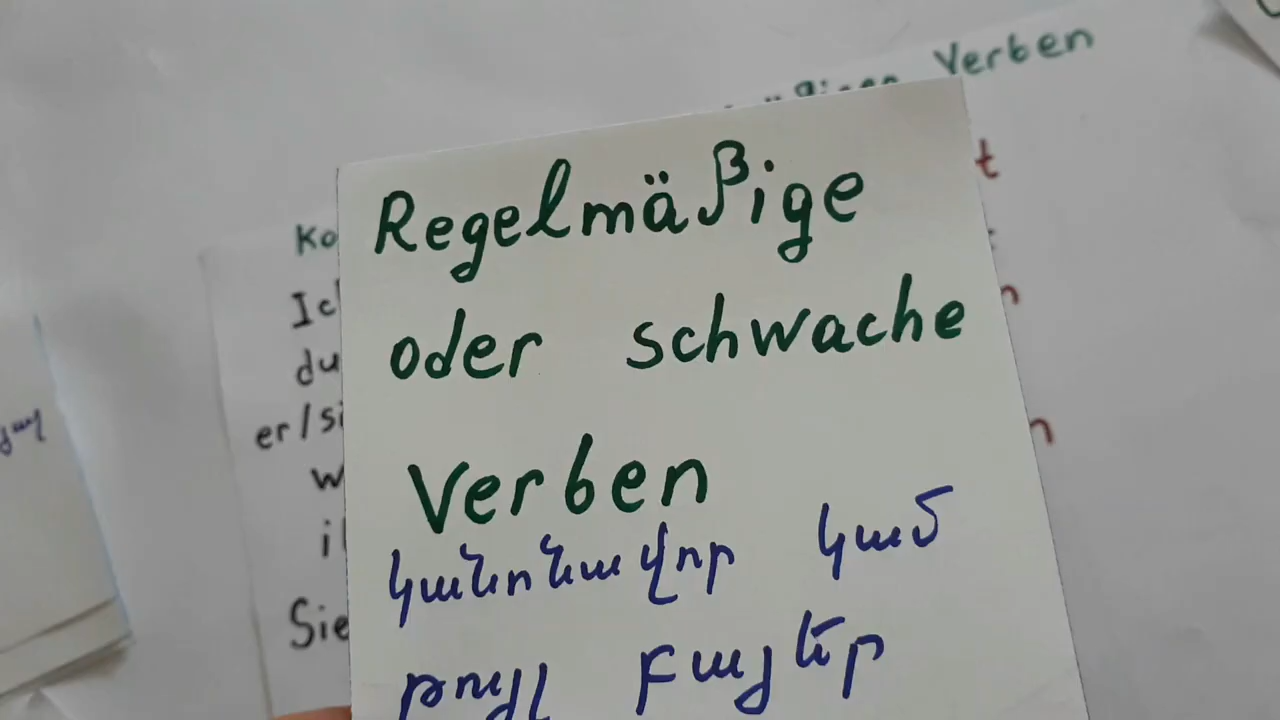 Verben
Regelmäßige
oder schwache
Verben
կանոնավոր կամ
թույլ բայեր
Ich
du
er/si
Sie